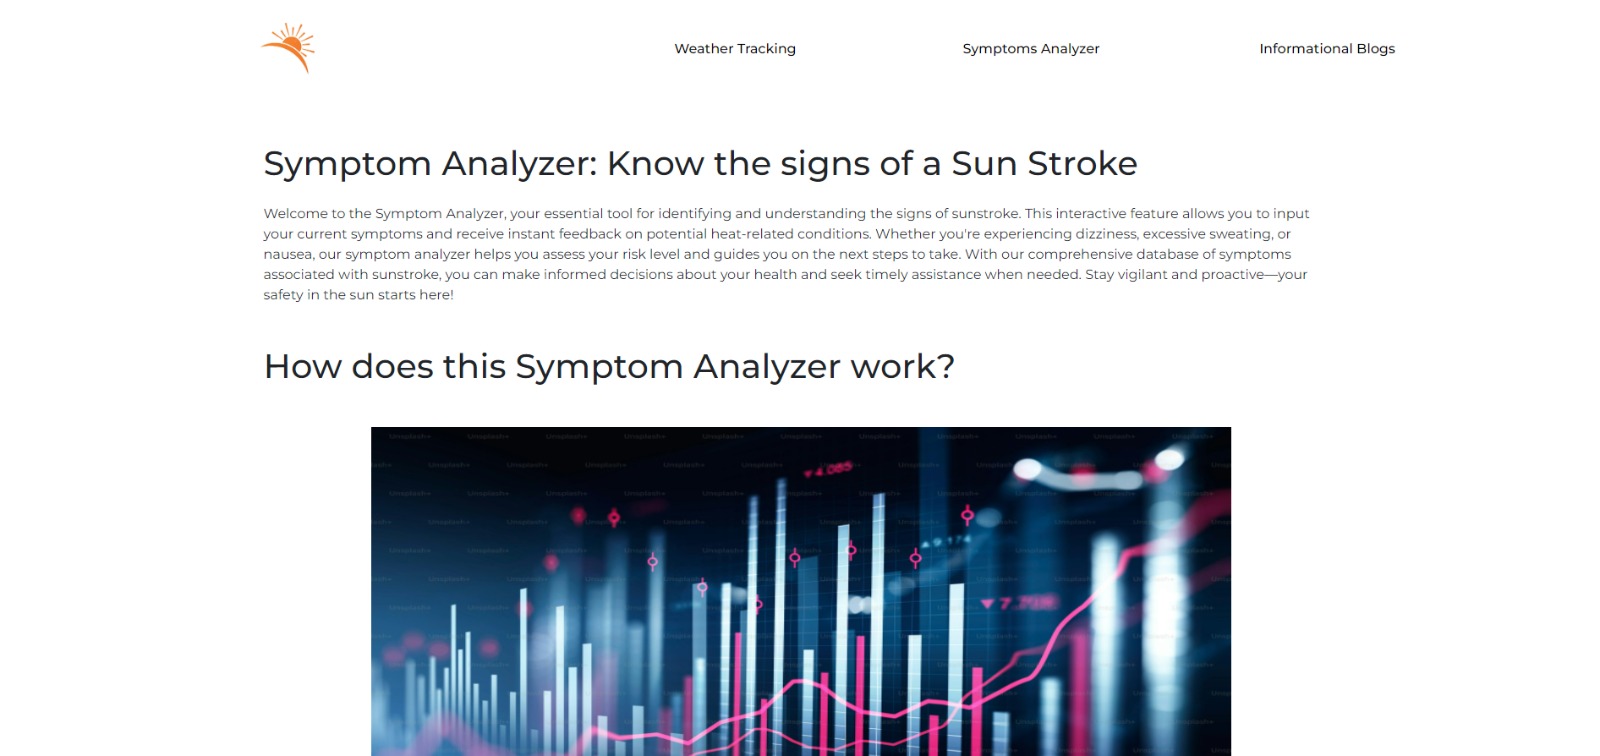 Weather Tracking
Symptoms Analyzer
Informational Blogs
Symptom Analyzer: Know the signs of a Sun Stroke
Welcome to the Symptom Analyzer, your essential tool for identifying and understanding the signs of sunstroke. This interactive feature allows you to input
your current symptoms and receive instant feedback on potential heat-related conditions. Whether you're experiencing dizziness, excessive sweating, or
nausea, our symptom analyzer helps you assess your risk level and guides you on the next steps to take. With our comprehensive database of symptoms
associated with sunstroke, you can make informed decisions about your health and seek timely assistance when needed. Stay vigilant and proactive—your
safety in the sun starts here!
How does this Symptom Analyzer work?
Unsplash+
▼4.085
▲9.174